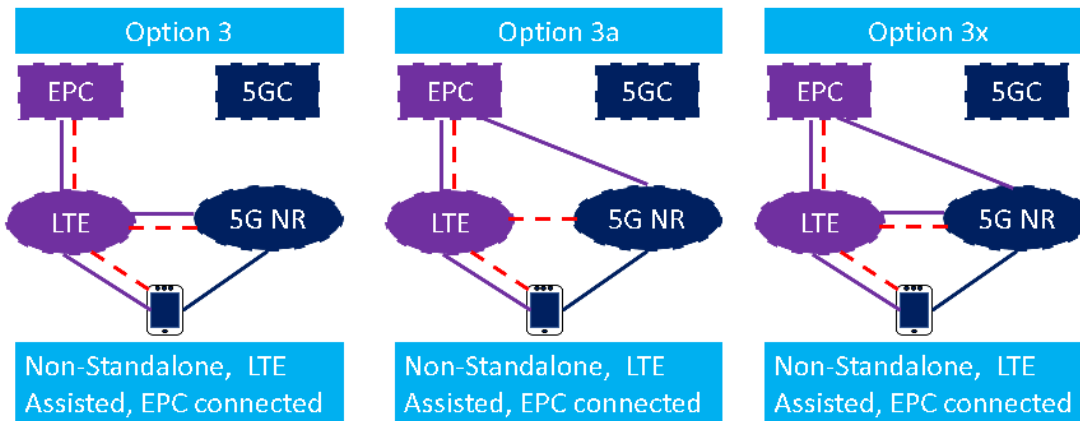 Option 3
EPC
5GC
LTE
5G NR
Non-Standalone, LTE
Assisted, EPC connected
Option 3a
EPC
5GC
LTE
5G NR
Non-Standalone, LTE
Assisted, EPC connected
Option 3x
EPC
5GC
LTE
5G NR
Non-Standalone, LTE
Assisted, EPC connected